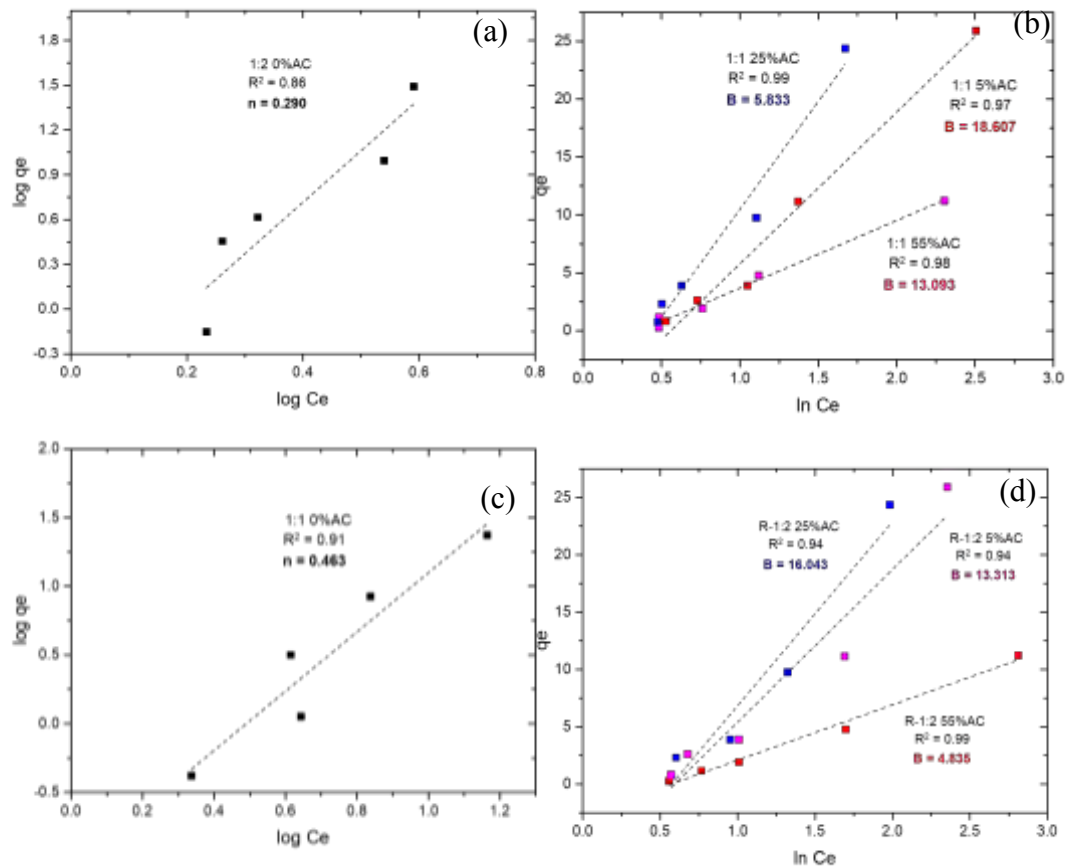 (a)
1:2 0%AC
R² = 0.86
n = 0.290
log qe
1.8
1.5
1.2
0.9
0.6
0.3
0.0
-0.3
0.0
0.2
0.4
0.6
0.8
log Ce
(b)
1:1 25%AC
R² = 0.99
B = 5.833
1:1 5%AC
R² = 0.97
B = 18.607
1:1 55%AC
R² = 0.98
B = 13.093
qe
25
20
15
10
5
0
0.0
0.5
1.0
1.5
2.0
2.5
3.0
ln Ce
(c)
1:1 0%AC
R² = 0.91
n = 0.463
log qe
2.0
1.5
1.0
0.5
0.0
-0.5
0.0
0.2
0.4
0.6
0.8
1.0
1.2
log Ce
(d)
R-1:2 25%AC
R² = 0.94
B = 16.043
R-1:2 5%AC
R² = 0.94
B = 13.313
R-1:2 55%AC
R² = 0.99
B = 4.835
qe
25
20
15
10
5
0
0.0
0.5
1.0
1.5
2.0
2.5
3.0
ln Ce